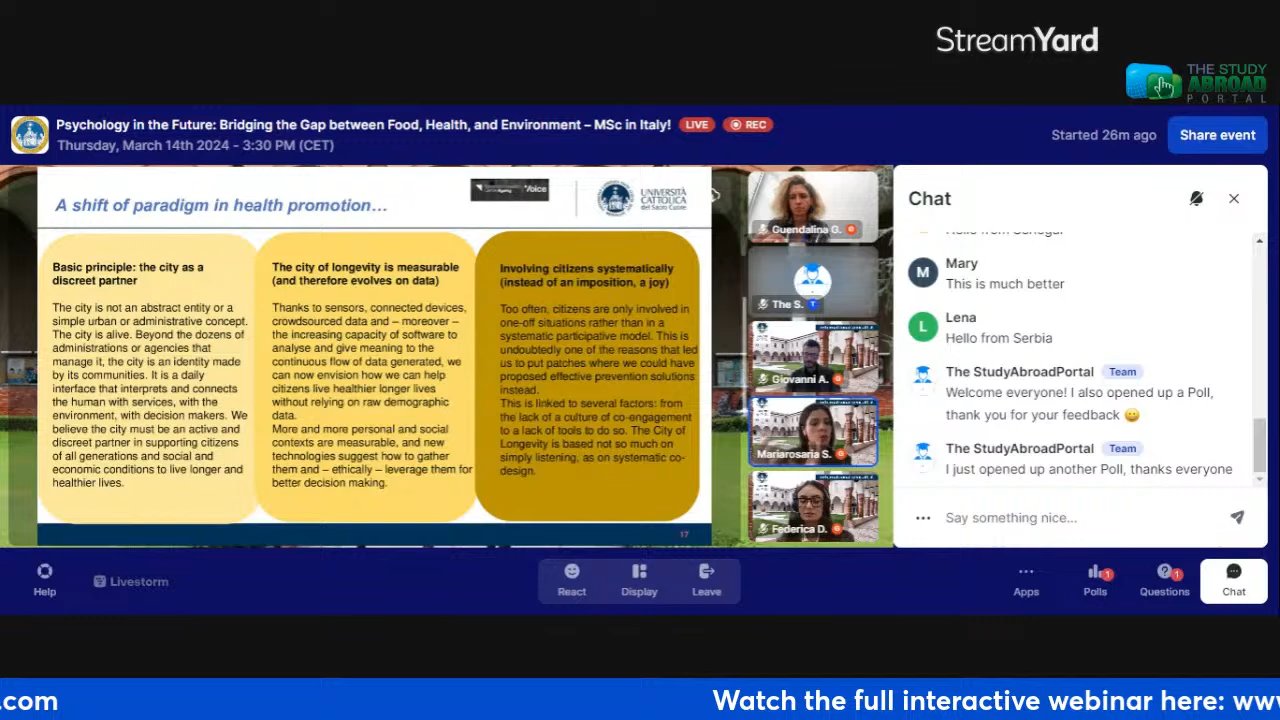 StreamYard
THE STUDY
ABROAD
PORTAL
Psychology in the Future: Bridging the Gap between Food, Health, and Environment – MSc in Italy!
LIVE
REC
Thursday, March 14th 2024 - 3:30 PM (CET)
Started 26m ago
Share event
A shift of paradigm in health promotion…
Voice
UNIVERSITÀ
CATTOLICA
del Sacro Cuore
Basic principle: the city as a
discreet partner
The city is not an abstract entity or a
simple urban or administrative concept.
The city is alive. Beyond the dozens of
administrations or agencies that
manage it, the city is an identity made
by its communities. It is a daily
interface that interprets and connects
the human with services, with the
environment, with decision makers. We
believe the city must be an active and
discreet partner in supporting citizens
of all generations and social and
economic conditions to live longer and
healthier lives.
The city of longevity is measurable
(and therefore evolves on data)
Thanks to sensors, connected devices,
crowdsourced data and – moreover –
the increasing capacity of software to
analyse and give meaning to the
continuous flow of data generated, we
can now envision how we can help
citizens live healthier longer lives
without relying on raw demographic
data.
More and more personal and social
contexts are measurable, and new
technologies suggest how to gather
them and – ethically – leverage them for
better decision making.
Involving citizens systematically
(instead of an imposition, a joy)
Too often, citizens are only involved in
one-off situations rather than in a
systematic participative model. This is
undoubtedly one of the reasons that led
us to put patches where we could have
proposed effective prevention solutions
instead.
This is linked to several factors: from
the lack of a culture of co-engagement
to a lack of tools to do so. The City of
Longevity is based not so much on
simply listening, as on systematic co-
design.
17
Guendalina G.
The S. T
Giovanni A.
Mariarosaria S.
Federica D.
Chat
Hello from Senegal
M
Mary
This is much better
L
Lena
Hello from Serbia
The StudyAbroadPortal Team
Welcome everyone! I also opened up a Poll,
thank you for your feedback 😀
The StudyAbroadPortal Team
I just opened up another Poll, thanks everyone
Say something nice...
Help
Livestorm
React
Display
Leave
Apps
Polls
1
Questions
1
Chat
.com
Watch the full interactive webinar here: www